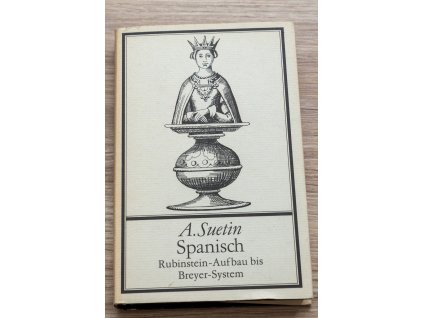 A. Suetin
Spanisch
Rubinstein-Aufbau bis
Breyer-System